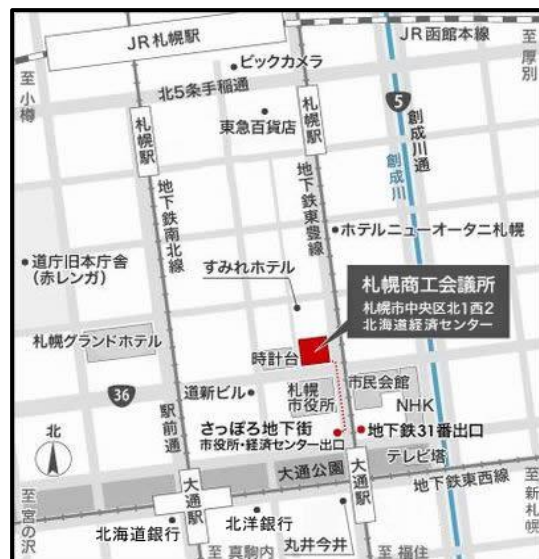 JR札幌駅
JR函館本線
至厚別
至小樽
ビックカメラ
北5条手稲通
東急百貨店
5
創成川通
創成川
札幌駅
札幌駅
地下鉄南北線
地下鉄東豊線
ホテルニューオータニ札幌
道庁旧本庁舎
(赤レンガ)
すみれホテル
札幌商工会議所
札幌市中央区北1西2
北海道経済センター
札幌グランドホテル
時計台
36
道新ビル
札幌
市役所
市民会館
NHK
駅前通
北
さっぽろ地下街
市役所・経済センター出口
地下鉄31番出口
テレビ塔
大通公園
地下鉄東西線
大通駅
大通駅
至宮の沢
至新札幌
北海道銀行
北洋銀行
丸井今井
至真駒内
至福住